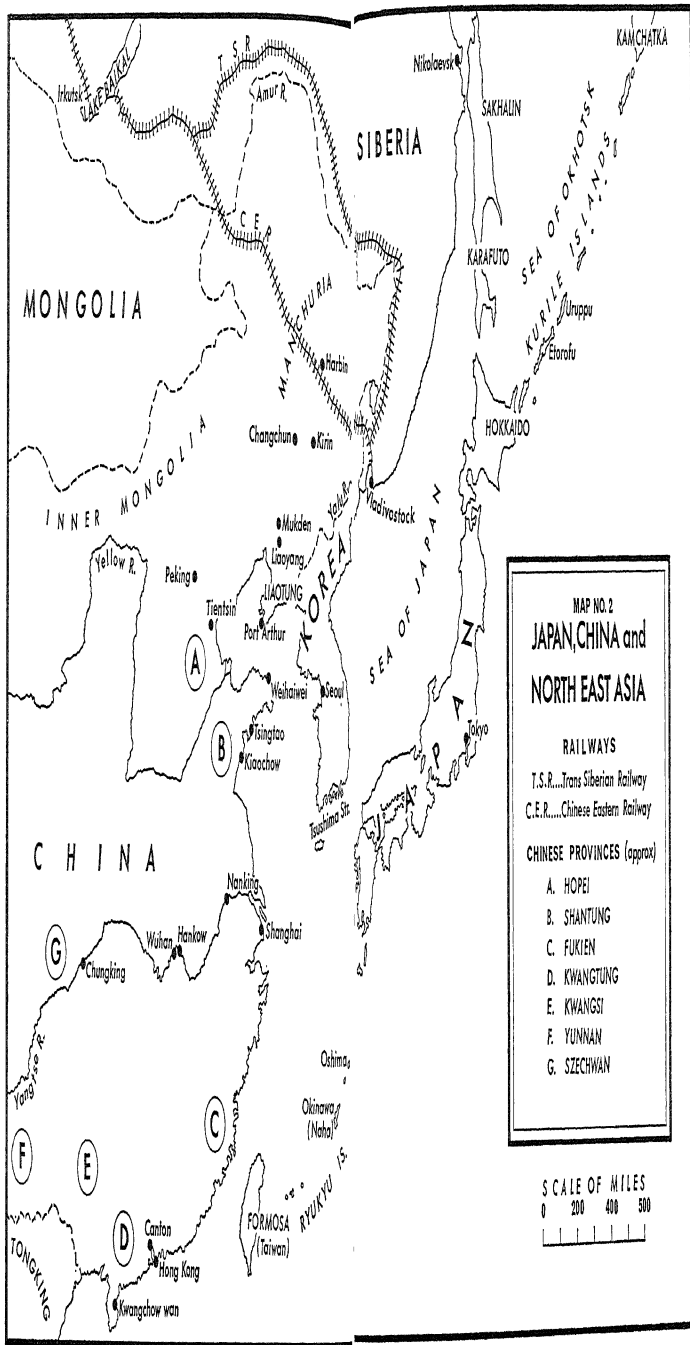 KAMCHATKA
Nikolaevsk
T S R
Irkutsk
LAKE BAIKAL
Amur R.
SAKHALIN
SIBERIA
SEA OF OKHOTSK
C E R
KARAFUTO
KURILE ISLANDS
MONGOLIA
MANCHURIA
Uruppu
Etorofu
Harbin
HOKKAIDO
Changchun
Kirin
INNER MONGOLIA
Vladivostock
Yalu R.
Mukden
Liaoyang
Yellow R.
Peking
LIAOTUNG
KOREA
SEA OF JAPAN
Tientsin
Port Arthur
A
Weihaiwei
Seoul
JAPAN
Tsingtao
B
Kiaochow
Tokyo
Tsushima Str.
CHINA
Nanking
Wuhan
Hankow
Shanghai
G
Chungking
Yangtse R.
Oshima
Okinawa
(Naha)
C
F
E
RYUKYU IS.
FORMOSA
(Taiwan)
D
Canton
Hong Kong
TONGKING
Kwangchow wan
MAP NO. 2
JAPAN, CHINA and
NORTH EAST ASIA
RAILWAYS
T.S.R....Trans Siberian Railway
C.E.R.....Chinese Eastern Railway
CHINESE PROVINCES (approx)
A. HOPEI
B. SHANTUNG
C. FUKIEN
D. KWANGTUNG
E. KWANGSI
F. YUNNAN
G. SZECHWAN
SCALE OF MILES
0 200 400 500